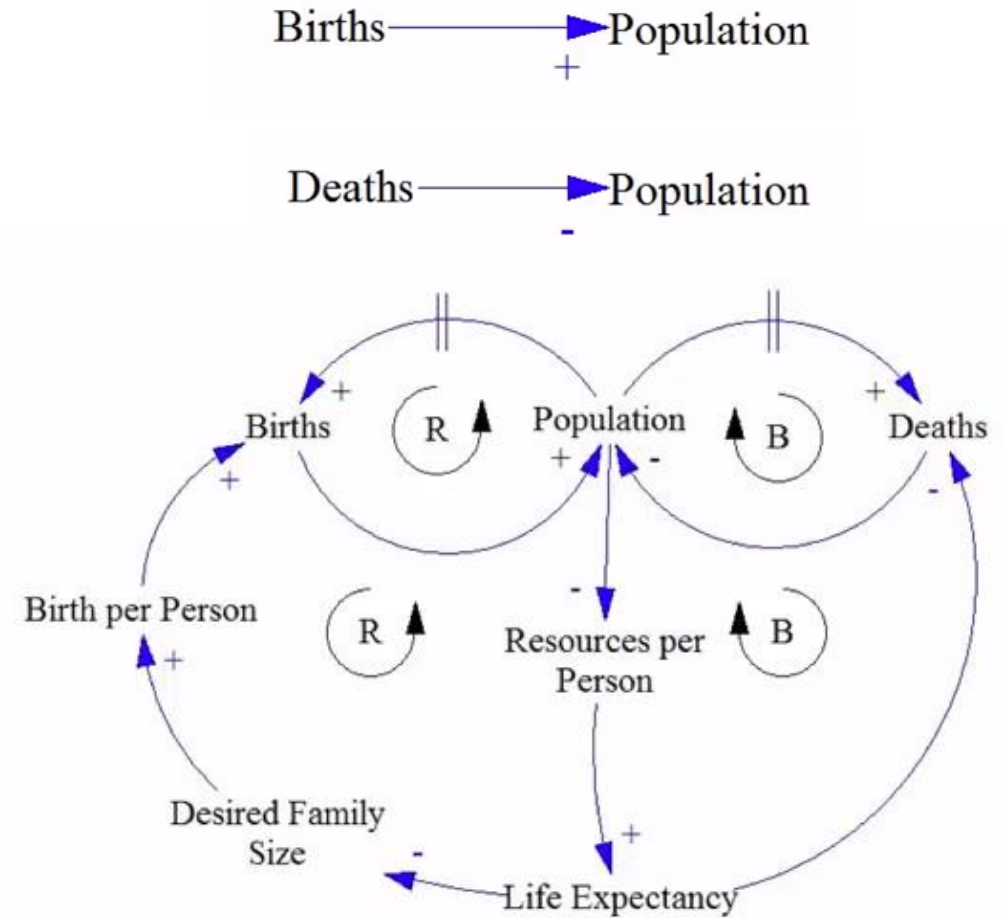 Births Population
+
Deaths Population
-
+ +
Births R Population B Deaths
+ + - -
Birth per Person - 
+ R Resources per B
Person
Desired Family +
Size -
Life Expectancy